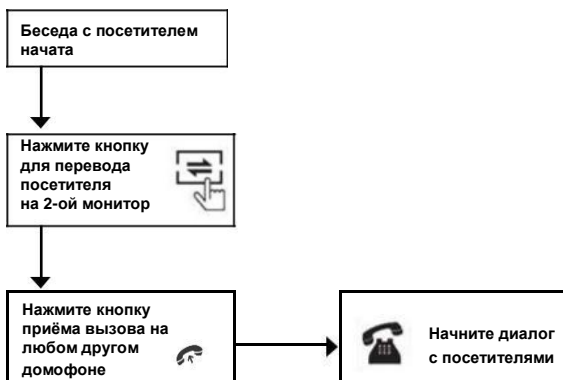 Беседа с посетителем
начата
Нажмите кнопку
для перевода
посетителя
на 2-ой монитор
Нажмите кнопку
приёма вызова на
любом другом
домофоне
Начните диалог
с посетителями